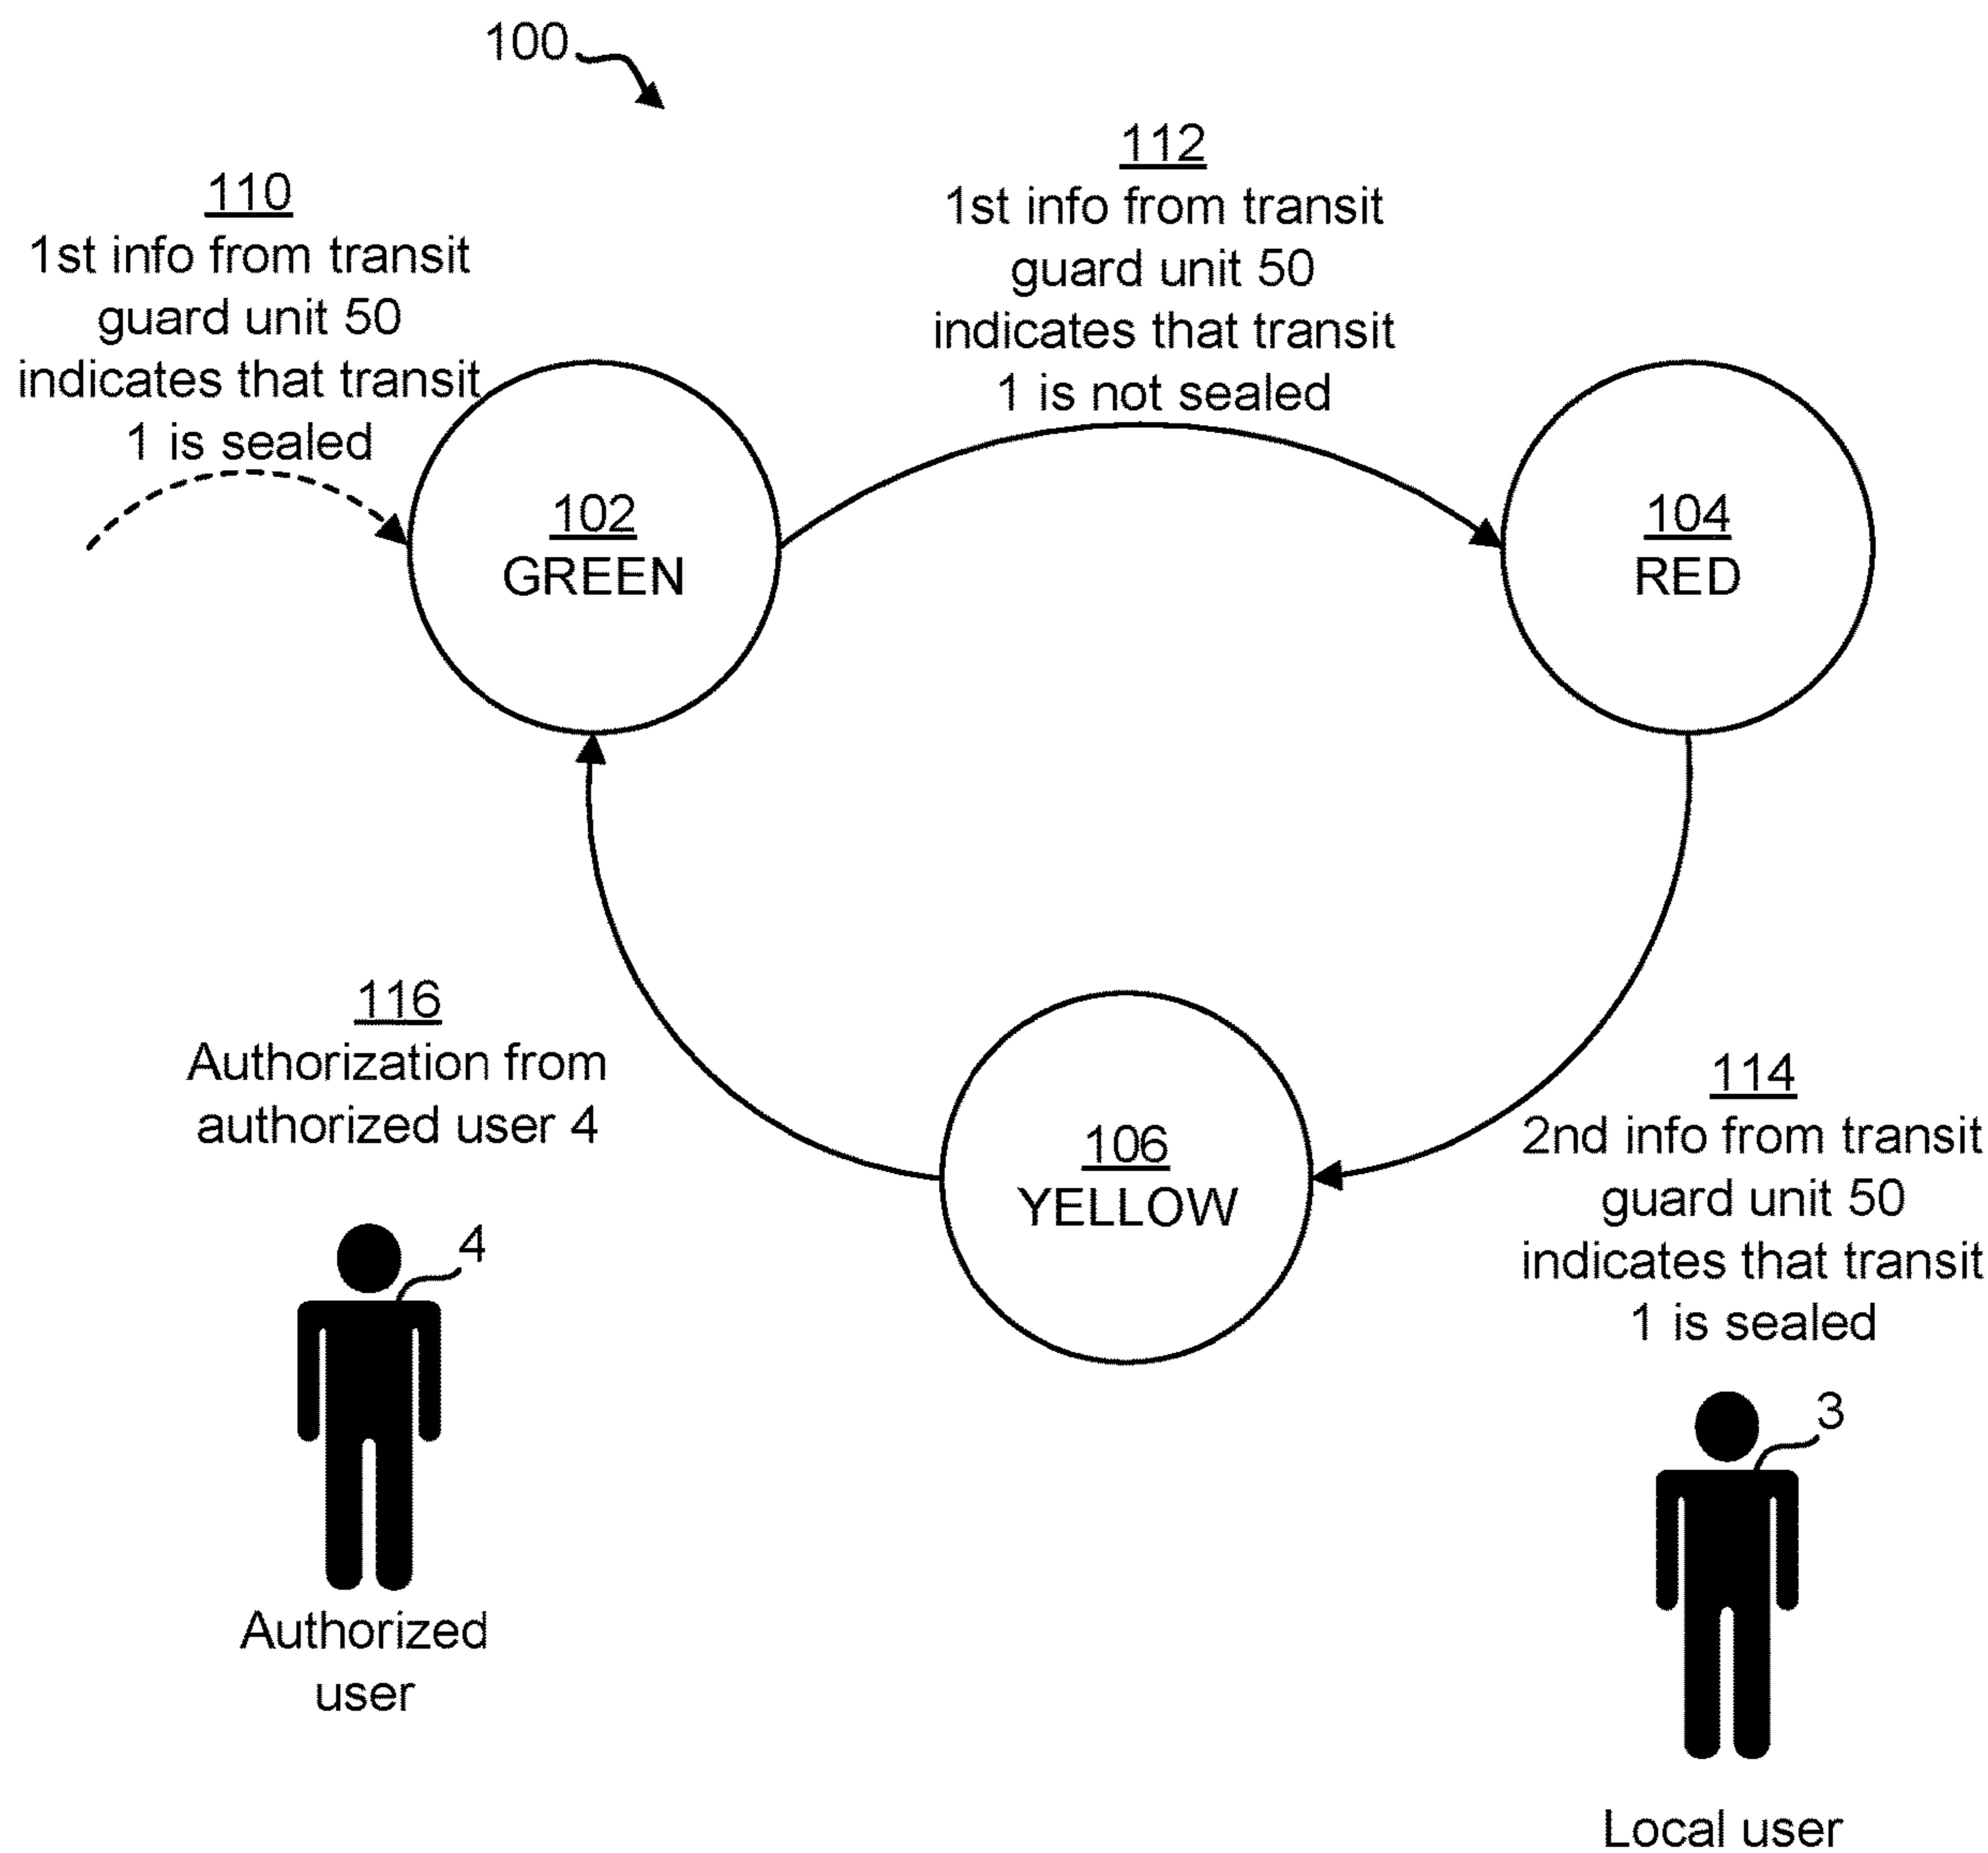 100
110
1st info from transit
guard unit 50
indicates that transit
1 is sealed
112
1st info from transit
guard unit 50
indicates that transit
1 is not sealed
102
GREEN
104
RED
116
Authorization from
authorized user 4
106
YELLOW
114
2nd info from transit
guard unit 50
indicates that transit
1 is sealed
4
Authorized
user
3
Local user